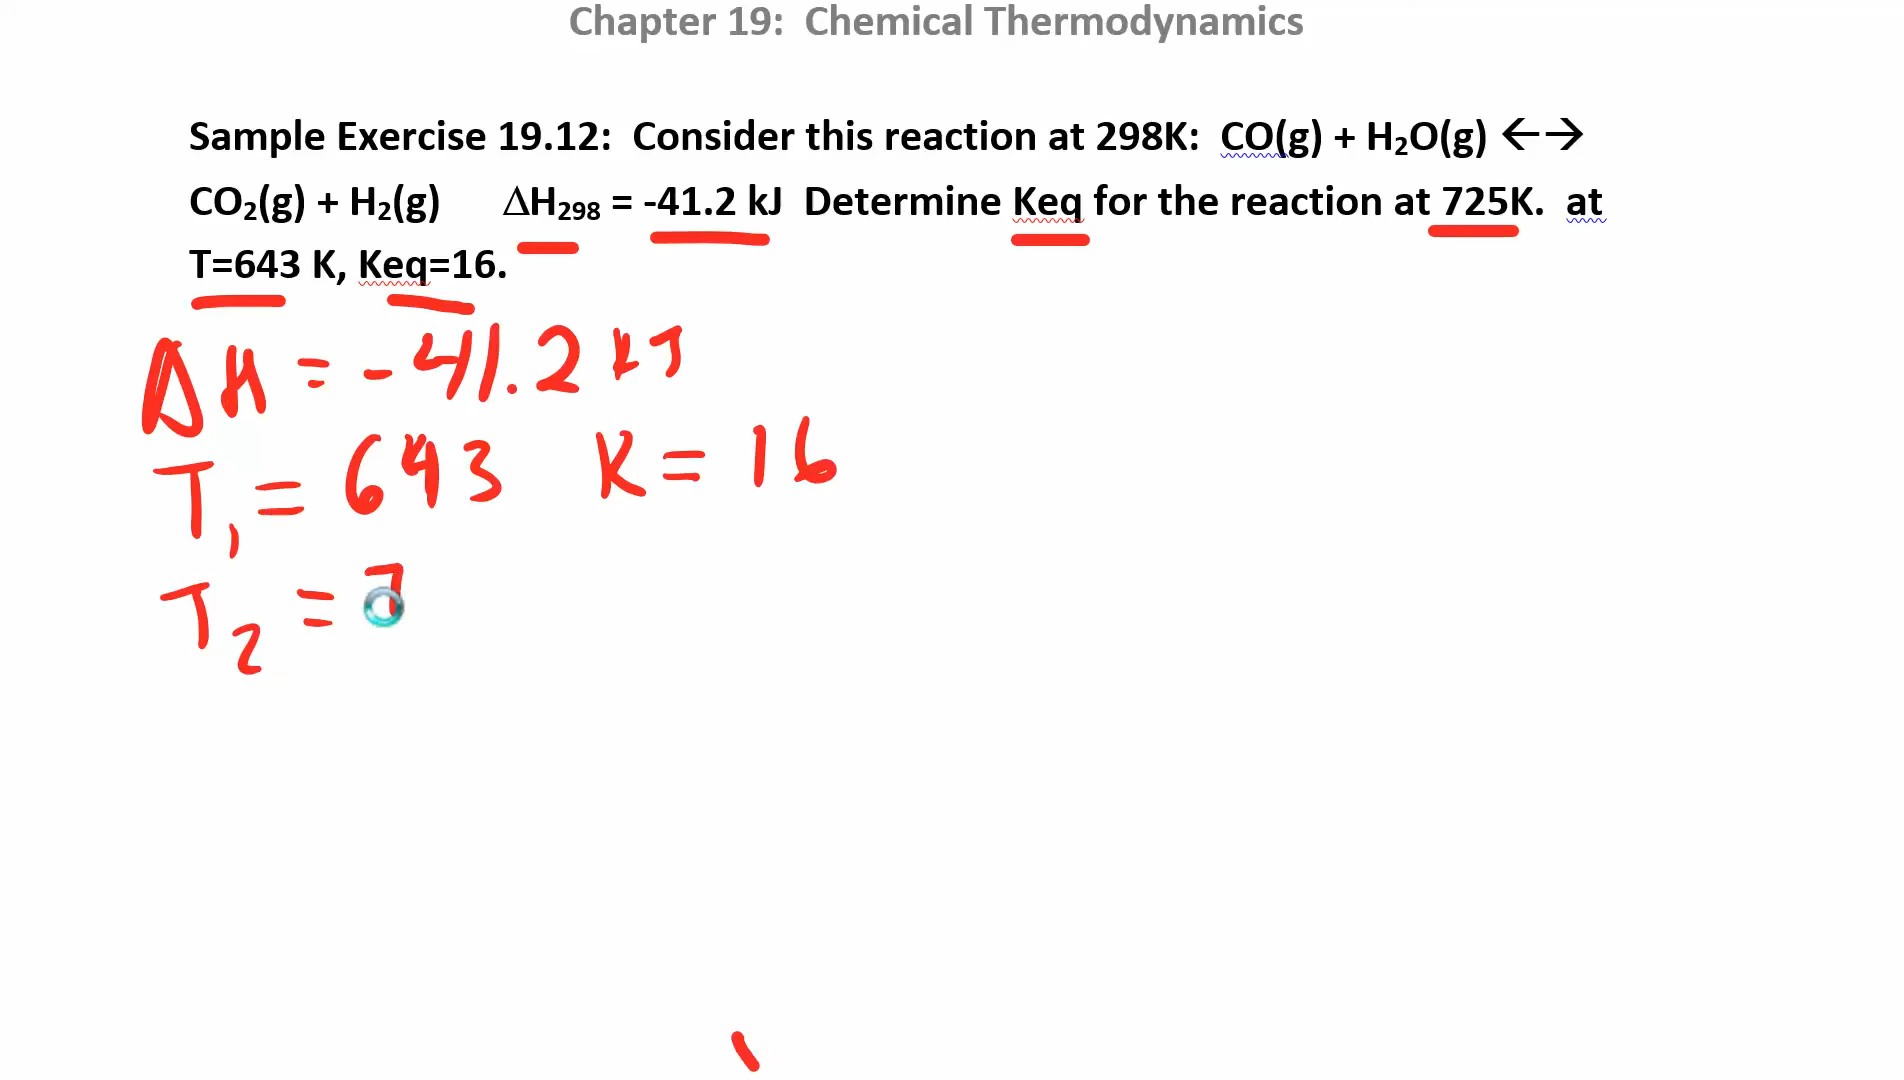 Chapter 19:  Chemical Thermodynamics
Sample Exercise 19.12:  Consider this reaction at 298K:  CO(g) + H₂O(g) ←→
CO₂(g) + H₂(g)    ΔH₂₉₈ = -41.2 kJ  Determine Keq for the reaction at 725K.  at
T=643 K, Keq=16.
ΔH = -41.2 kJ
T₁ = 643   K = 16
T₂ = 7